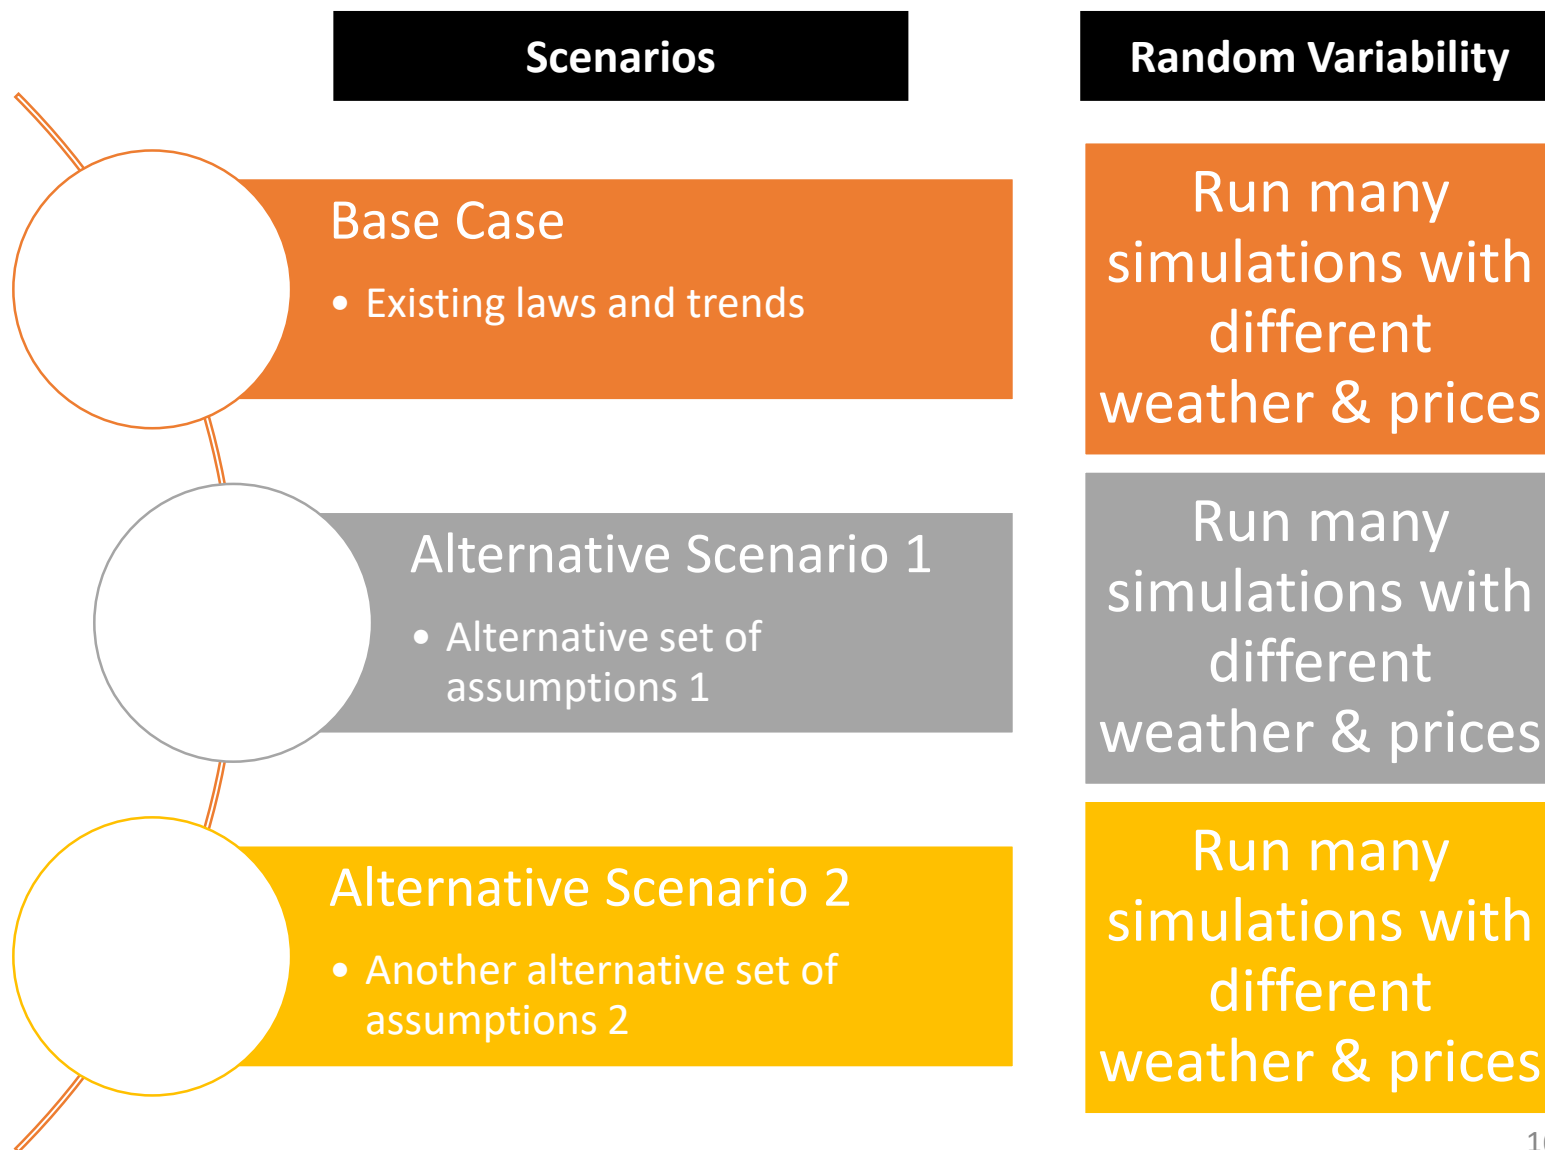 Scenarios
Random Variability
Base Case
• Existing laws and trends
Run many
simulations with
different
weather & prices
Alternative Scenario 1
• Alternative set of
assumptions 1
Run many
simulations with
different
weather & prices
Alternative Scenario 2
• Another alternative set of
assumptions 2
Run many
simulations with
different
weather & prices